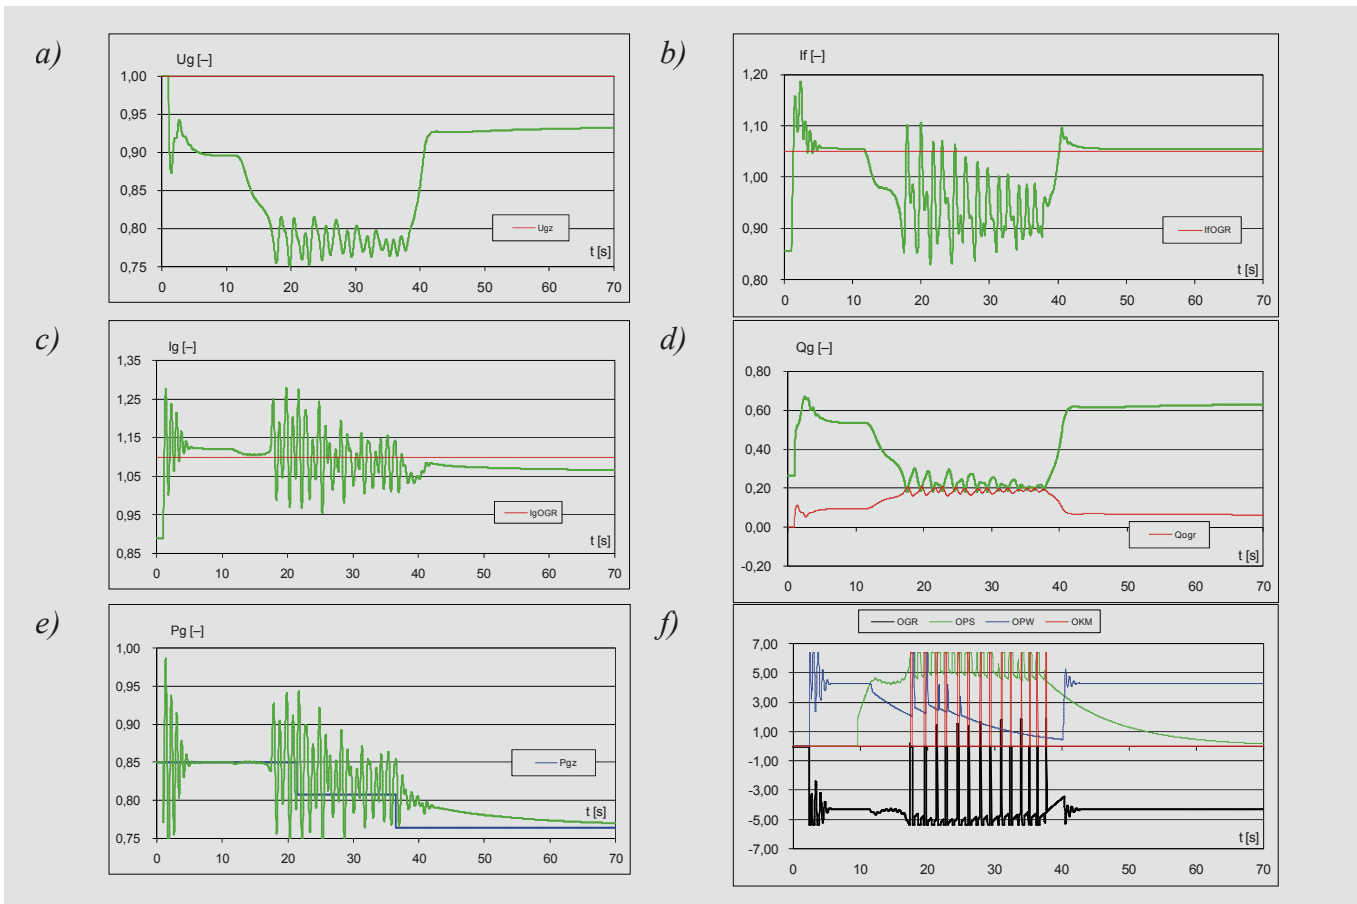 a)
Ug [–]
1,00
0,95
0,90
0,85
0,80
0,75
Ugz
t [s]
0 10 20 30 40 50 60 70
b)
If [–]
1,20
1,10
1,00
0,90
0,80
IfOGR
t [s]
0 10 20 30 40 50 60 70
c)
Ig [–]
1,35
1,25
1,15
1,05
0,95
0,85
IgOGR
t [s]
0 10 20 30 40 50 60 70
d)
Qg [–]
0,80
0,60
0,40
0,20
0,00
-0,20
Qogr
t [s]
0 10 20 30 40 50 60 70
e)
Pg [–]
1,00
0,95
0,90
0,85
0,80
0,75
Pgz
t [s]
0 10 20 30 40 50 60 70
f)
OGR OPS OPW OKM
7,00
5,00
3,00
1,00
-1,00
-3,00
-5,00
-7,00
t [s]
0 10 20 30 40 50 60 70